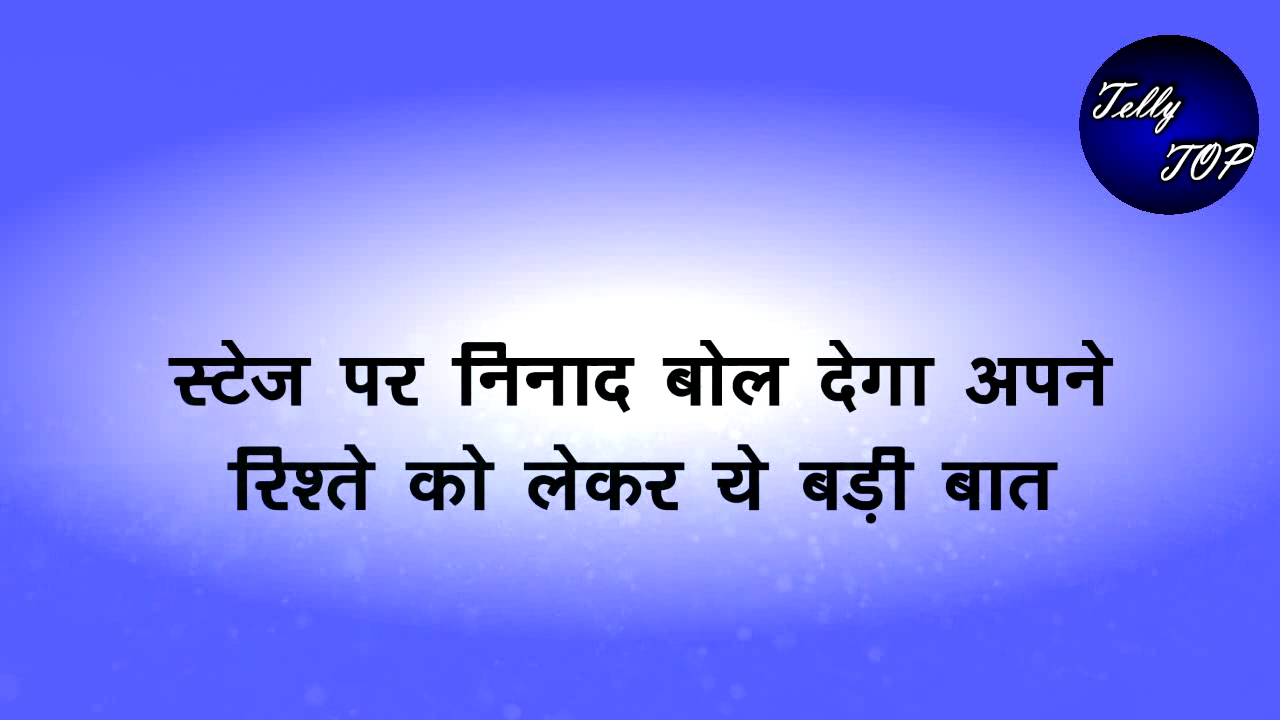 Telly
TOP
स्टेज पर निनाद बोल देगा अपने
रिश्ते को लेकर ये बड़ी बात